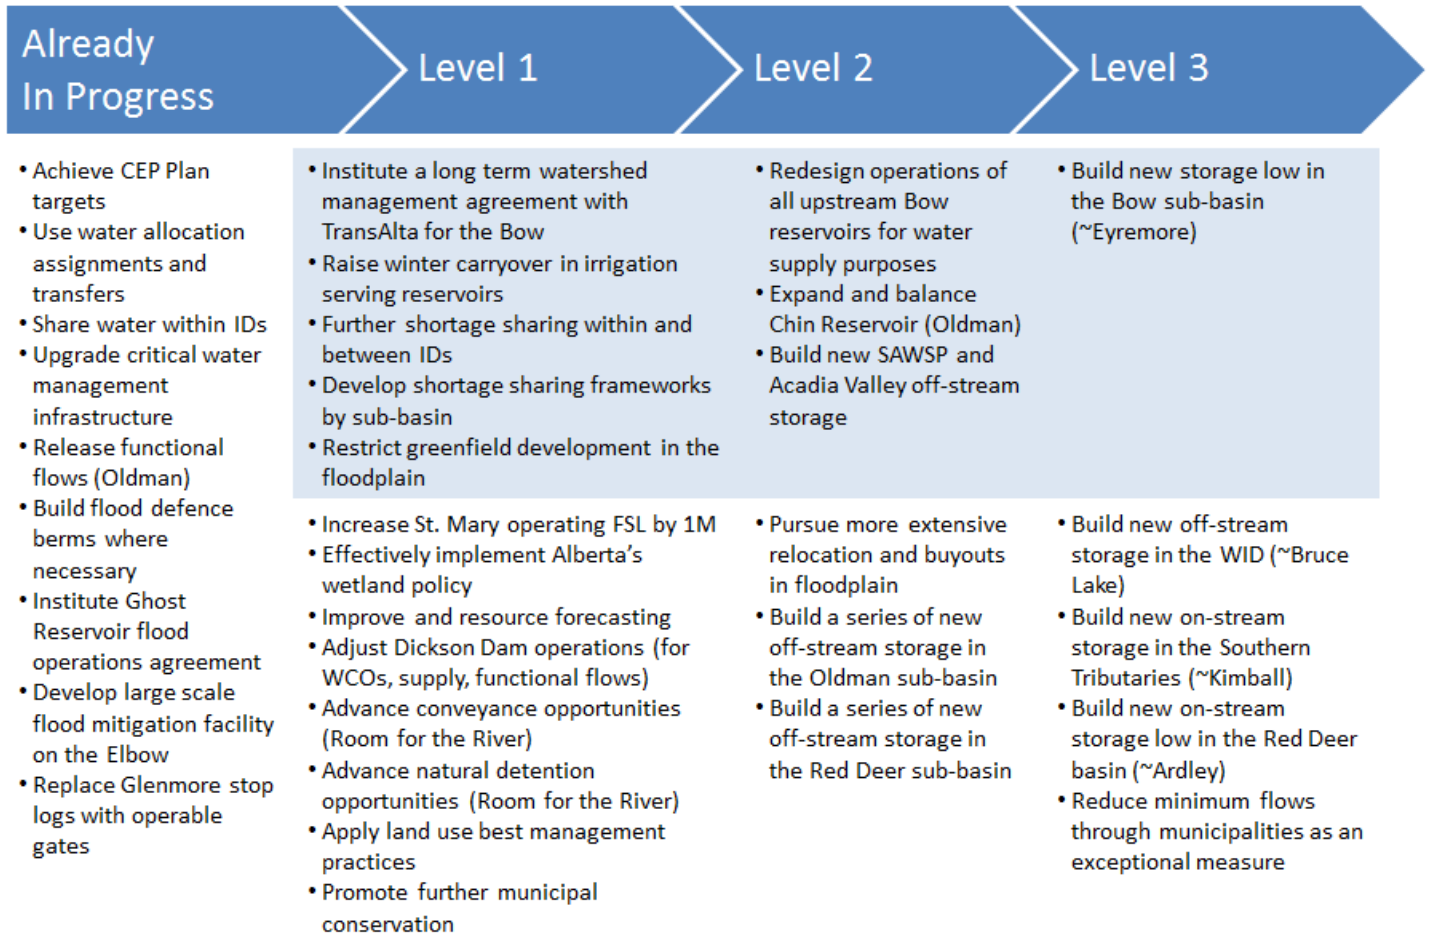 Already
In Progress
Level 1
Level 2
Level 3
• Achieve CEP Plan
targets
• Use water allocation
assignments and
transfers
• Share water within IDs
• Upgrade critical water
management
infrastructure
• Release functional
flows (Oldman)
• Build flood defence
berms where
necessary
• Institute Ghost
Reservoir flood
operations agreement
• Develop large scale
flood mitigation facility
on the Elbow
• Replace Glenmore stop
logs with operable
gates
• Institute a long term watershed
management agreement with
TransAlta for the Bow
• Raise winter carryover in irrigation
serving reservoirs
• Further shortage sharing within and
between IDs
• Develop shortage sharing frameworks
by sub-basin
• Restrict greenfield development in the
floodplain
• Increase St. Mary operating FSL by 1M
• Effectively implement Alberta's
wetland policy
• Improve and resource forecasting
• Adjust Dickson Dam operations (for
WCOs, supply, functional flows)
• Advance conveyance opportunities
(Room for the River)
• Advance natural detention
opportunities (Room for the River)
• Apply land use best management
practices
• Promote further municipal
conservation
• Redesign operations of
all upstream Bow
reservoirs for water
supply purposes
• Expand and balance
Chin Reservoir (Oldman)
• Build new SAWSP and
Acadia Valley off-stream
storage
• Pursue more extensive
relocation and buyouts
in floodplain
• Build a series of new
off-stream storage in
the Oldman sub-basin
• Build a series of new
off-stream storage in
the Red Deer sub-basin
• Build new storage low in
the Bow sub-basin
(~Eyremore)
• Build new off-stream
storage in the WID (~Bruce
Lake)
• Build new on-stream
storage in the Southern
Tributaries (~Kimball)
• Build new on-stream
storage low in the Red Deer
basin (~Ardley)
• Reduce minimum flows
through municipalities as an
exceptional measure